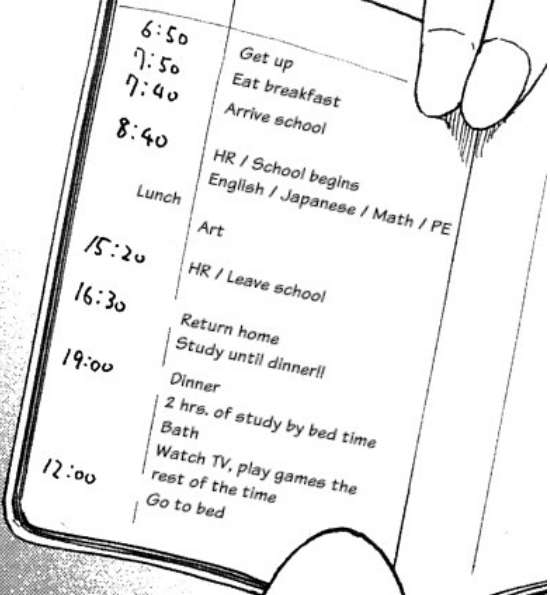 6:50 Get up
7:50 Eat breakfast
7:40 Arrive school
8:40
HR / School begins
English / Japanese / Math / PE
Lunch
Art
15:20 HR / Leave school
16:30 Return home
Study until dinner!!
19:00 Dinner
2 hrs. of study by bed time
Bath
Watch TV, play games the
rest of the time
12:00 Go to bed